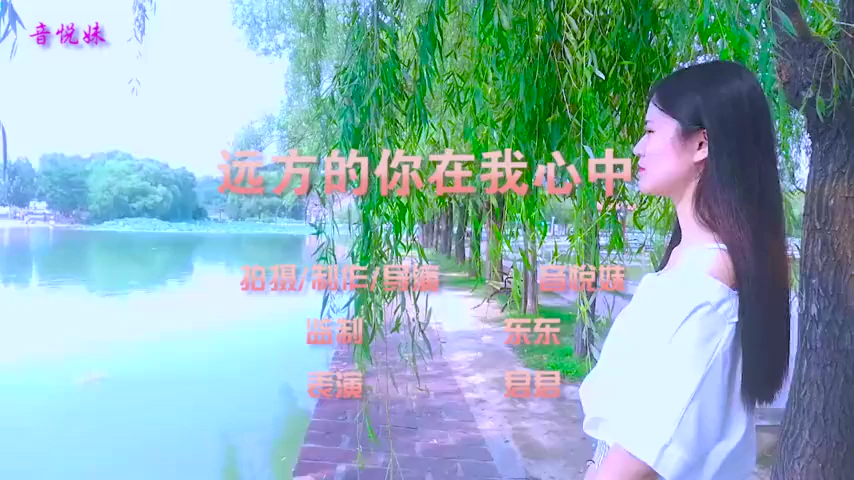 音悦妹
远方的你在我心中
拍摄/制作/导播 音悦妹
监制 东东
表演 君君